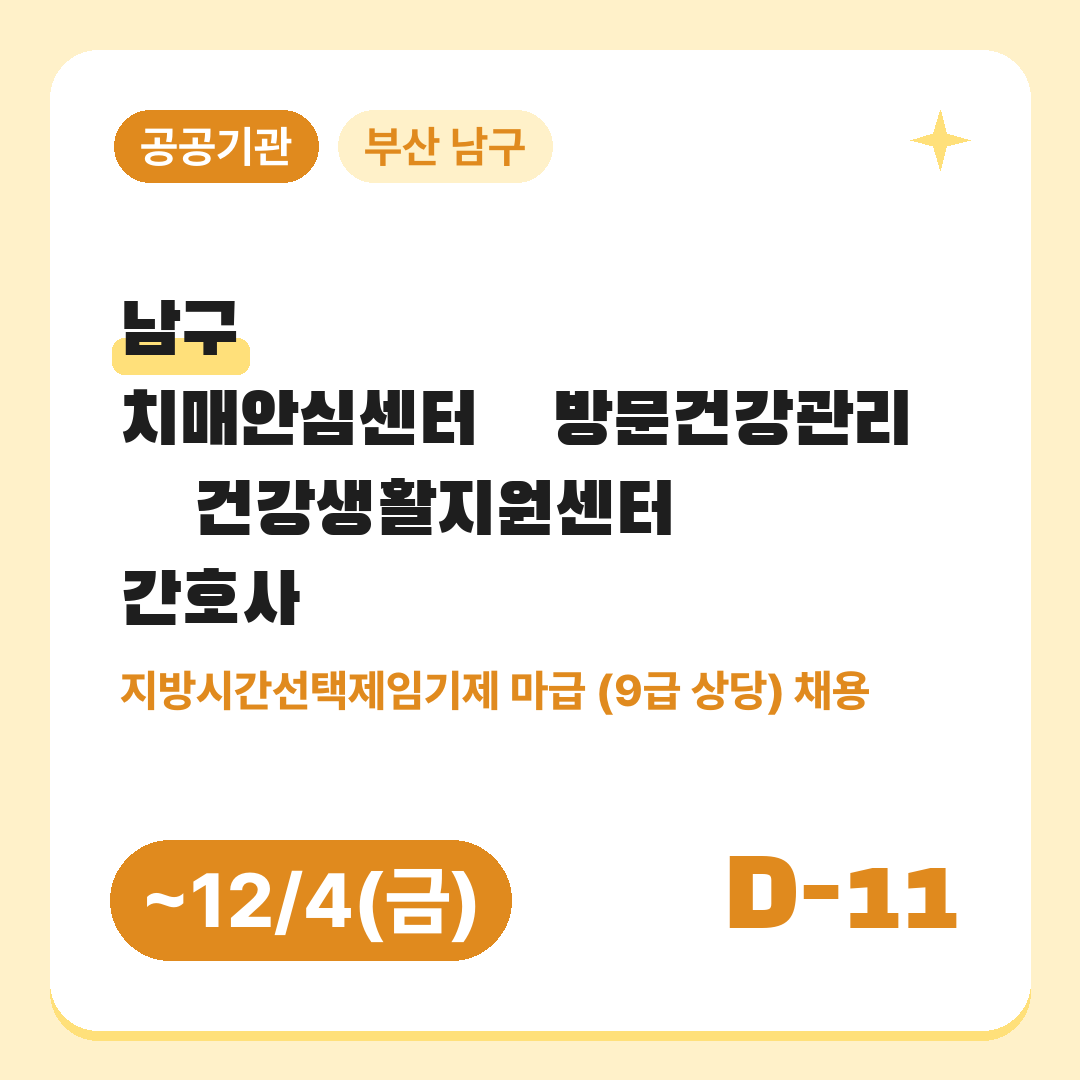 공공기관 부산 남구
남구
치매안심센터 방문건강관리
건강생활지원센터
간호사
지방시간선택제임기제 마급 (9급 상당) 채용
~12/4(금) D-11